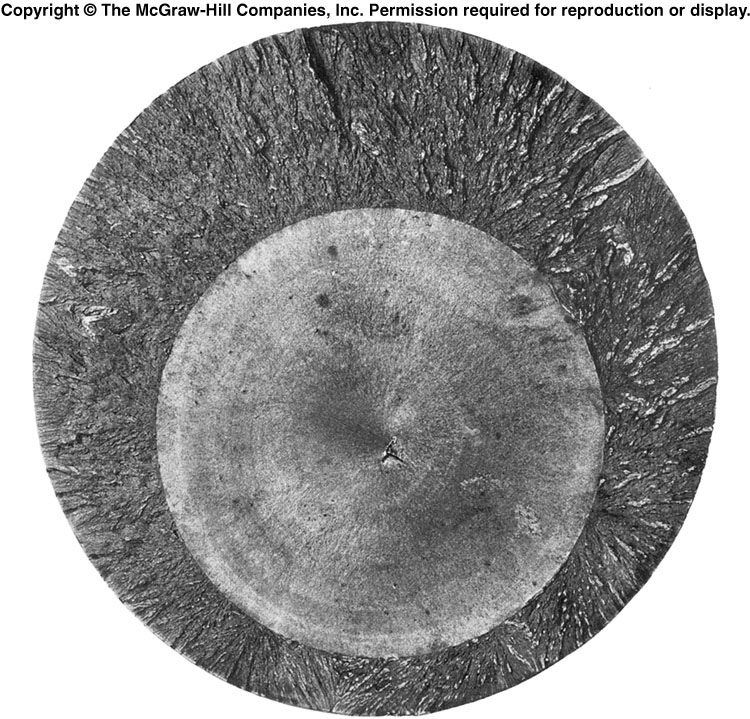 Copyright © The McGraw-Hill Companies, Inc. Permission required for reproduction or display.